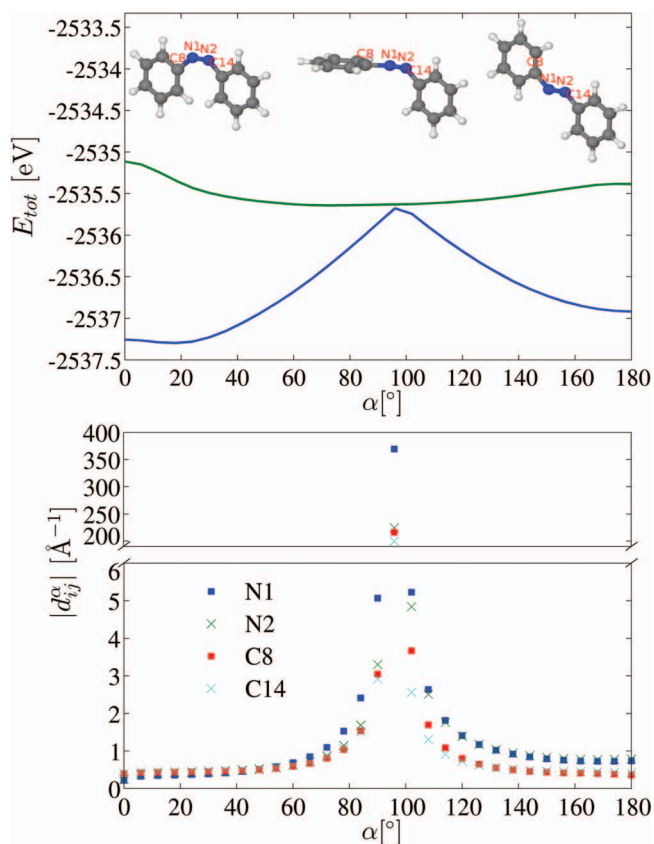 -2533.5
-2534
-2534.5
-2535
-2535.5
-2536
-2536.5
-2537
-2537.5
E_tot [eV]
C8 N1 N2 C14
C8 N1 N2 C14
C8 N1 N2 C14
0 20 40 60 80 100 120 140 160 180
α[°]
400
350
300
250
200
6
5
4
3
2
1
0
|d_ij^α| [Å⁻¹]
N1
N2
C8
C14
0 20 40 60 80 100 120 140 160 180
α[°]